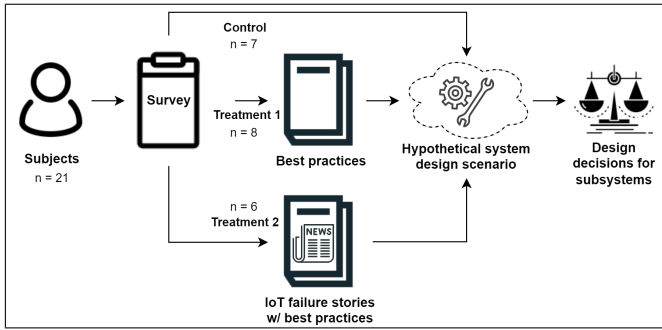 Control
n = 7
Survey
Treatment 1
n = 8
Subjects
n = 21
Best practices
Hypothetical system
design scenario
Design
decisions for
subsystems
n = 6
Treatment 2
NEWS
IoT failure stories
w/ best practices